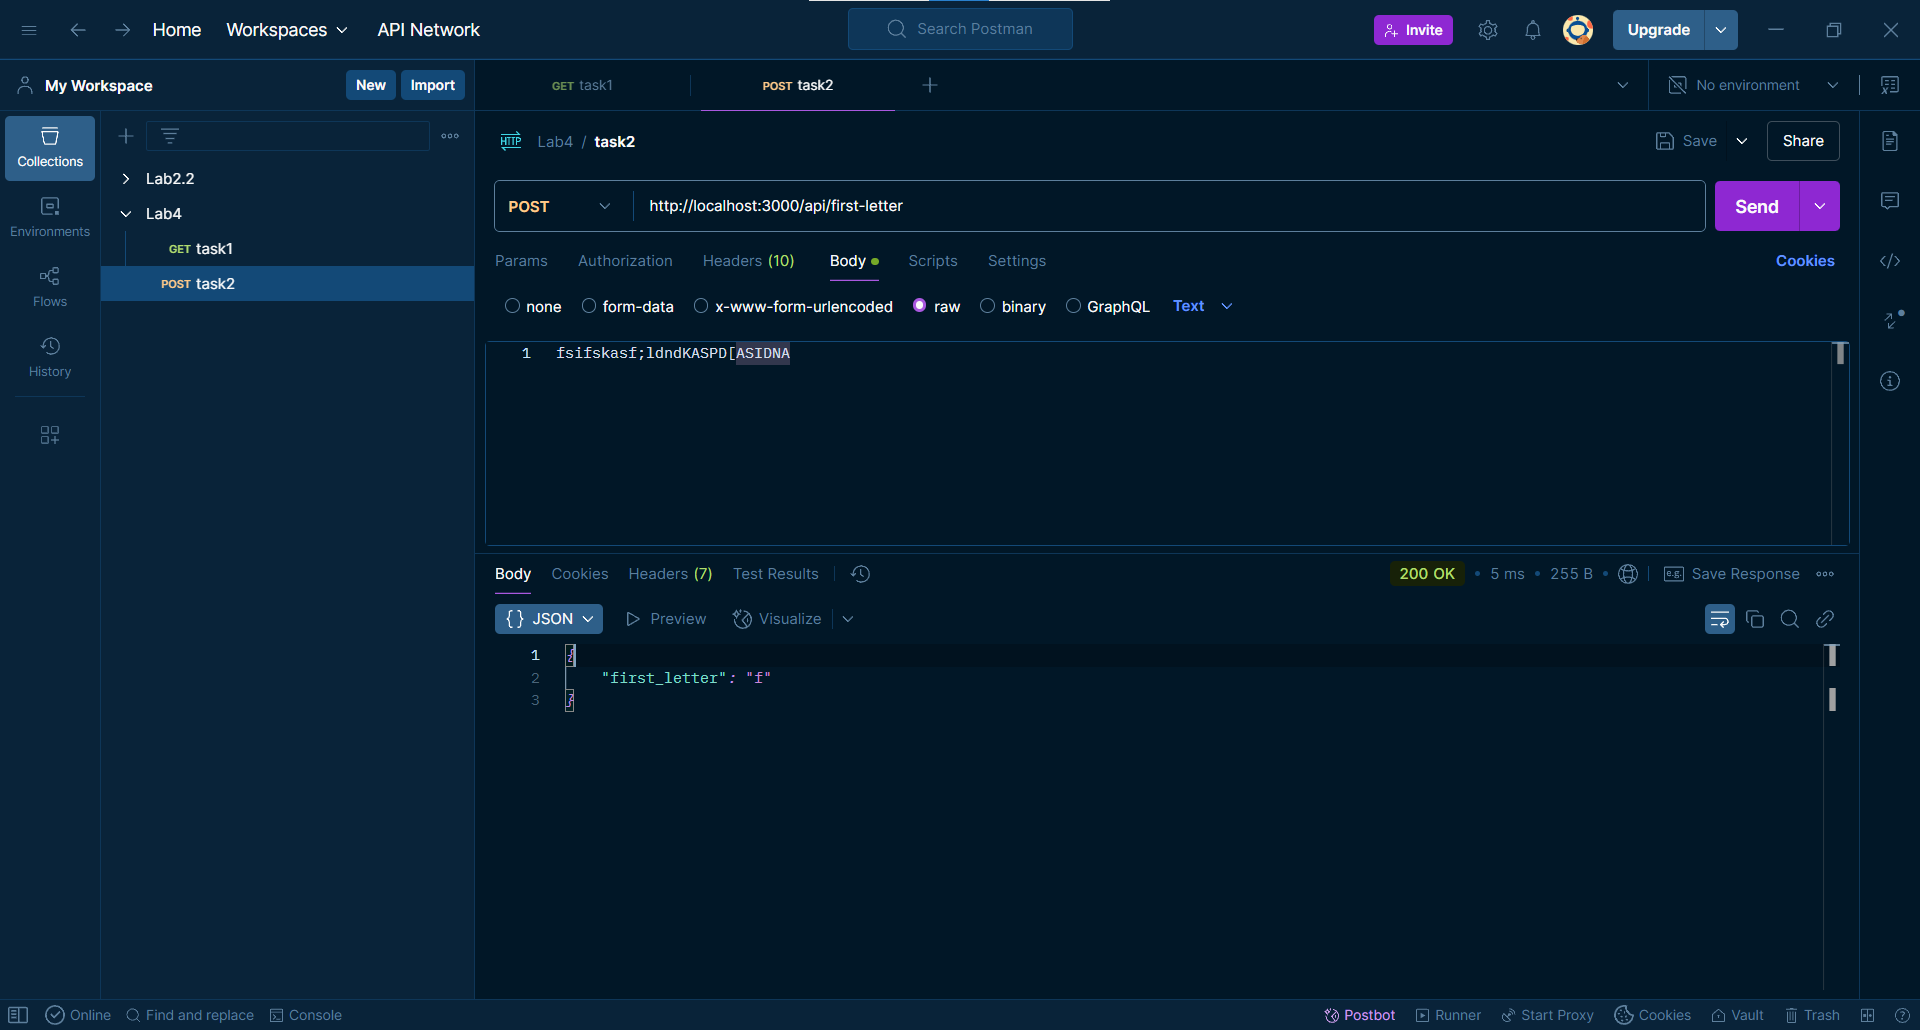 Home Workspaces API Network Search Postman Invite Upgrade
My Workspace New Import GET task1 POST task2 No environment
Collections
Environments
Flows
History
Lab2.2
Lab4
GET task1
POST task2
HTTP Lab4 / task2 Save Share
POST http://localhost:3000/api/first-letter Send
Params Authorization Headers (10) Body Scripts Settings Cookies
none form-data x-www-form-urlencoded raw binary GraphQL Text
1 fsifskasf;ldndKASPD[ASIDNA
Body Cookies Headers (7) Test Results 200 OK • 5 ms • 255 B • e.g. Save Response
{} JSON Preview Visualize
1 {
2 "first_letter": "f"
3 }
Online Find and replace Console Postbot Runner Start Proxy Cookies Vault Trash